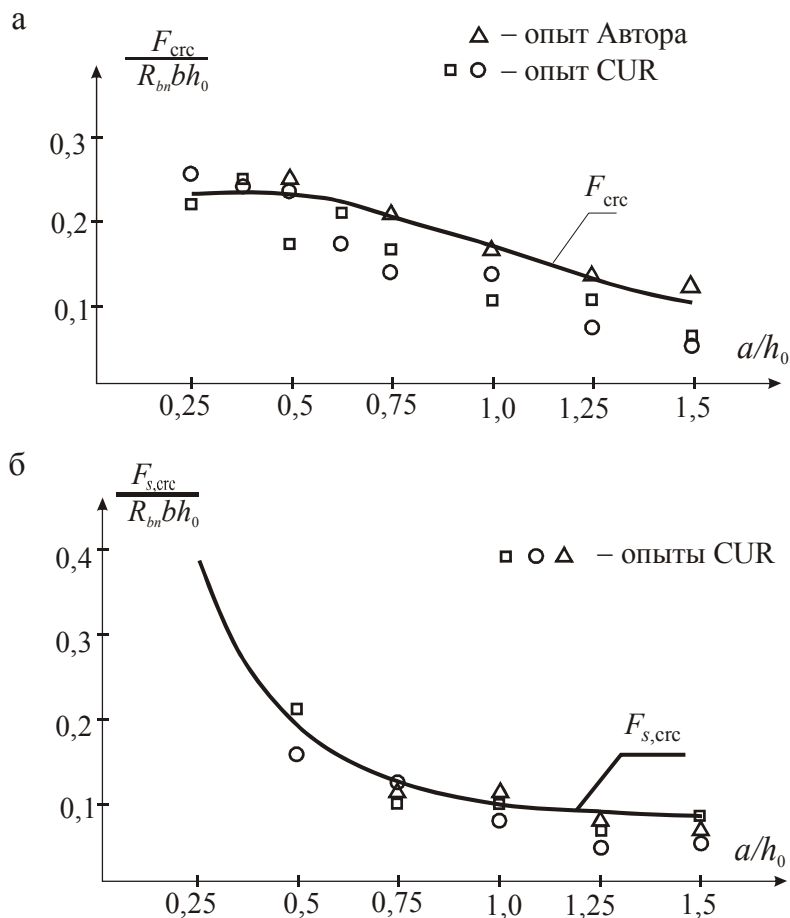 а
F_crc
R_bn bh_0
△ – опыт Автора
□ ○ – опыт CUR
0,3
F_crc
0,2
0,1
a/h_0
0,25 0,5 0,75 1,0 1,25 1,5
б
F_s,crc
R_bn bh_0
0,4
□ ○ △ – опыты CUR
0,3
F_s,crc
0,2
0,1
a/h_0
0,25 0,5 0,75 1,0 1,25 1,5